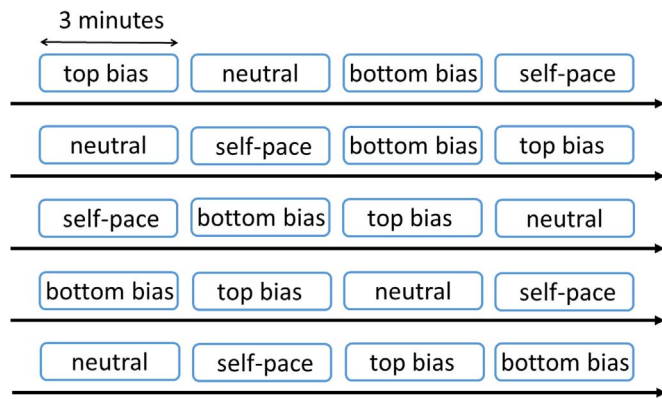 3 minutes
top bias neutral bottom bias self-pace
neutral self-pace bottom bias top bias
self-pace bottom bias top bias neutral
bottom bias top bias neutral self-pace
neutral self-pace top bias bottom bias